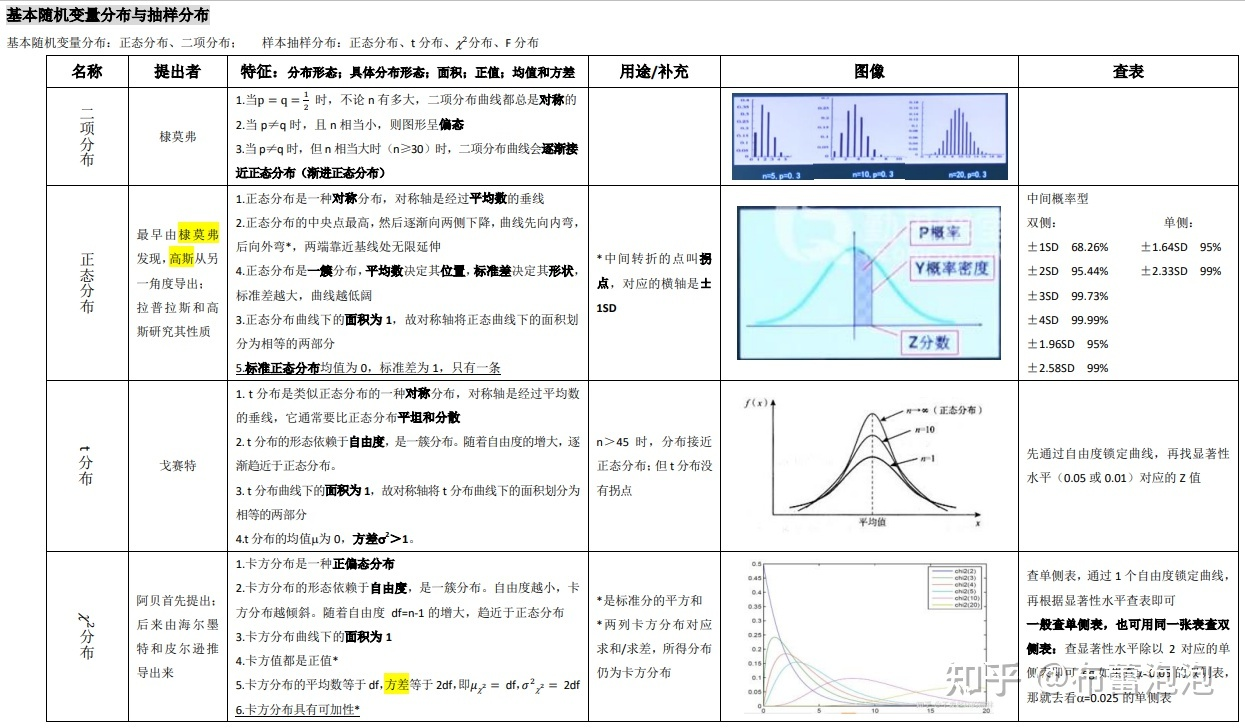 基本随机变量分布与抽样分布
基本随机变量分布：正态分布、二项分布； 样本抽样分布：正态分布、t 分布、χ²分布、F 分布
名称 提出者 特征：分布形态；具体分布形态；面积；正值；均值和方差 用途/补充 图像 查表
二项分布
棣莫弗
1.当p = q = 1/2 时，不论 n 有多大，二项分布曲线都总是对称的
2.当 p≠q 时，且 n 相当小，则图形呈偏态
3.当 p≠q 时，但 n 相当大时（n≥30）时，二项分布曲线会逐渐接
近正态分布（渐进正态分布）
n=5, p=0.3 n=10, p=0.3 n=20, p=0.3
正态分布
最早由棣莫弗
发现，高斯从另
一角度导出；
拉普拉斯和高
斯研究其性质
1.正态分布是一种对称分布，对称轴是经过平均数的垂线
2.正态分布的中央点最高，然后逐渐向两侧下降，曲线先向内弯，
后向外弯*，两端靠近基线处无限延伸
4.正态分布是一簇分布，平均数决定其位置，标准差决定其形状，
标准差越大，曲线越低阔
3.正态分布曲线下的面积为 1，故对称轴将正态曲线下的面积划
分为相等的两部分
5.标准正态分布均值为 0，标准差为 1，只有一条
*中间转折的点叫拐
点，对应的横轴是±
1SD
P概率
Y概率密度
Z分数
中间概率型
双侧： 单侧：
±1SD 68.26% ±1.64SD 95%
±2SD 95.44% ±2.33SD 99%
±3SD 99.73%
±4SD 99.99%
±1.96SD 95%
±2.58SD 99%
t 分布
戈赛特
1. t 分布是类似正态分布的一种对称分布，对称轴是经过平均数
的垂线，它通常要比正态分布平坦和分散
2. t 分布的形态依赖于自由度，是一簇分布。随着自由度的增大，逐
渐趋近于正态分布。
3. t 分布曲线下的面积为 1，故对称轴将 t 分布曲线下的面积划分为
相等的两部分
4.t 分布的均值μ为 0，方差σ²＞1。
n＞45 时，分布接近
正态分布；但 t 分布没
有拐点
f(x)
n→∞（正态分布）
n=10
n=1
平均值 x
先通过自由度锁定曲线，再找显著性
水平（0.05 或 0.01）对应的 Z 值
χ²分布
阿贝首先提出；
后来由海尔墨
特和皮尔逊推
导出来
1.卡方分布是一种正偏态分布
2.卡方分布的形态依赖于自由度，是一簇分布。自由度越小，卡
方分布越倾斜。随着自由度 df=n-1 的增大，趋近于正态分布
3.卡方分布曲线下的面积为 1
4.卡方值都是正值*
5.卡方分布的平均数等于 df，方差等于 2df，即μχ² = df，σ²χ² = 2df
6.卡方分布具有可加性*
*是标准分的平方和
*两列卡方分布对应
求和/求差，所得分布
仍为卡方分布
chi2(2)
chi2(3)
chi2(4)
chi2(5)
chi2(10)
chi2(20)
0.5
0.45
0.4
0.35
0.3
0.25
0.2
0.15
0.1
0.05
0
0 5 10 15 20
查单侧表，通过 1 个自由度锁定曲线，
再根据显著性水平查表即可
一般查单侧表，也可用同一张表查双
侧表：查显著性水平除以 2 对应的单
侧表即可
那就去看α=0.025 的单侧表
知乎 @布蕾泡泡